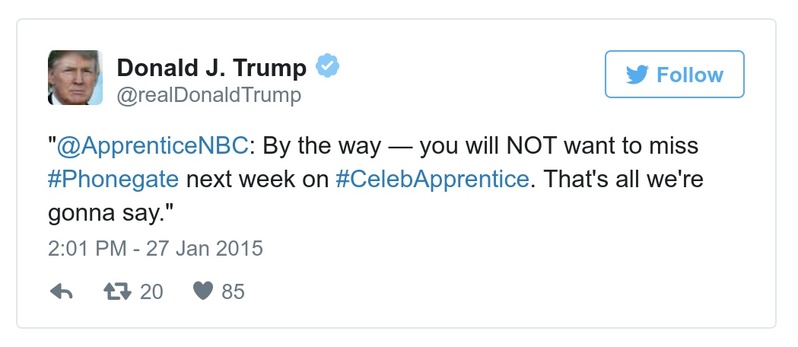 Donald J. Trump
Follow
@realDonaldTrump
"@ApprenticeNBC: By the way — you will NOT want to miss
#Phonegate next week on #CelebApprentice. That's all we're
gonna say."
2:01 PM - 27 Jan 2015
20 85